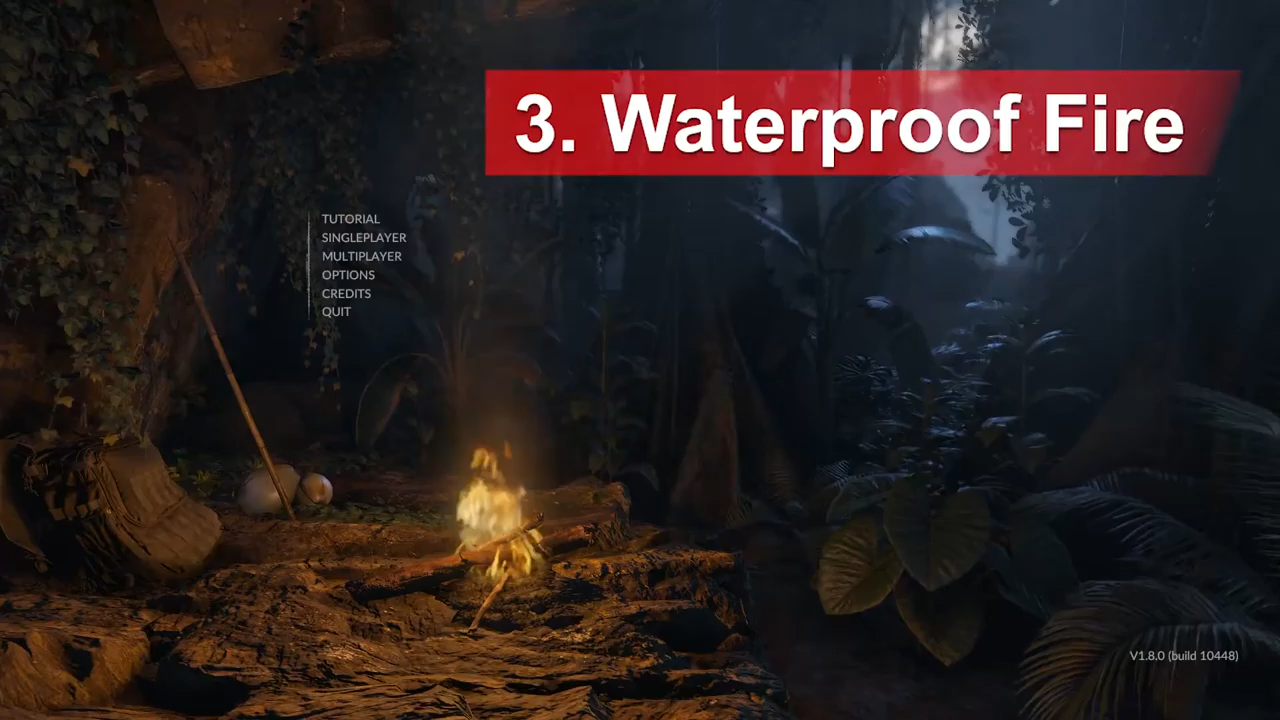 3. Waterproof Fire
TUTORIAL
SINGLEPLAYER
MULTIPLAYER
OPTIONS
CREDITS
QUIT
V1.8.0 (build 10448)